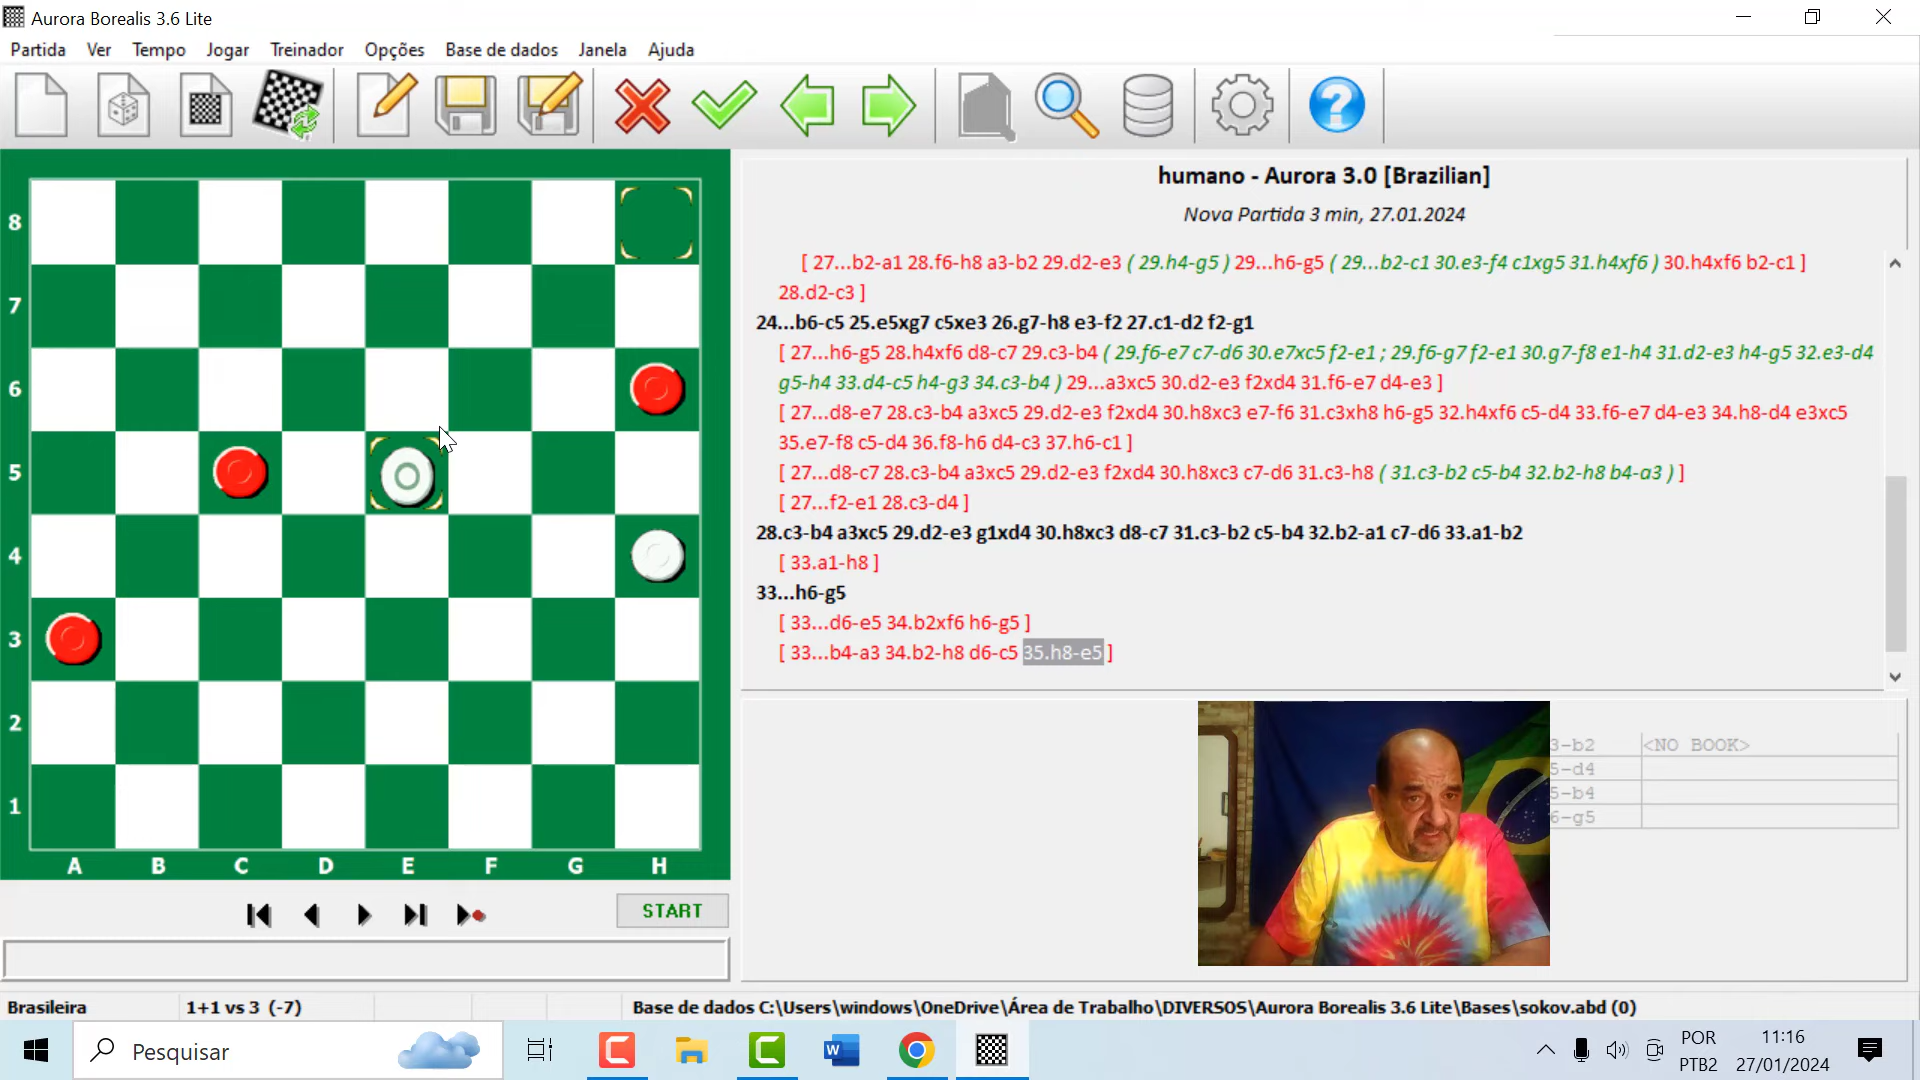 Aurora Borealis 3.6 Lite
Partida Ver Tempo Jogar Treinador Opções Base de dados Janela Ajuda
humano - Aurora 3.0 [Brazilian]
Nova Partida 3 min, 27.01.2024
[ 27...b2-a1 28.f6-h8 a3-b2 29.d2-e3 ( 29.h4-g5 ) 29...h6-g5 ( 29...b2-c1 30.e3-f4 c1xg5 31.h4xf6 ) 30.h4xf6 b2-c1 ]
28.d2-c3 ]
24...b6-c5 25.e5xg7 c5xe3 26.g7-h8 e3-f2 27.c1-d2 f2-g1
[ 27...h6-g5 28.h4xf6 d8-c7 29.c3-b4 ( 29.f6-e7 c7-d6 30.e7xc5 f2-e1 ; 29.f6-g7 f2-e1 30.g7-f8 e1-h4 31.d2-e3 h4-g5 32.e3-d4
g5-h4 33.d4-c5 h4-g3 34.c3-b4 ) 29...a3xc5 30.d2-e3 f2xd4 31.f6-e7 d4-e3 ]
[ 27...d8-e7 28.c3-b4 a3xc5 29.d2-e3 f2xd4 30.h8xc3 e7-f6 31.c3xh8 h6-g5 32.h4xf6 c5-d4 33.f6-e7 d4-e3 34.h8-d4 e3xc5
35.e7-f8 c5-d4 36.f8-h6 d4-c3 37.h6-c1 ]
[ 27...d8-c7 28.c3-b4 a3xc5 29.d2-e3 f2xd4 30.h8xc3 c7-d6 31.c3-h8 ( 31.c3-b2 c5-b4 32.b2-h8 b4-a3 ) ]
[ 27...f2-e1 28.c3-d4 ]
28.c3-b4 a3xc5 29.d2-e3 g1xd4 30.h8xc3 d8-c7 31.c3-b2 c5-b4 32.b2-a1 c7-d6 33.a1-b2
[ 33.a1-h8 ]
33...h6-g5
[ 33...d6-e5 34.b2xf6 h6-g5 ]
[ 33...b4-a3 34.b2-h8 d6-c5 35.h8-e5 ]
8
7
6
5
4
3
2
1
A B C D E F G H
START
3-b2 <NO BOOK>
5-d4
5-b4
6-g5
Brasileira 1+1 vs 3 (-7) Base de dados C:\Users\windows\OneDrive\Área de Trabalho\DIVERSOS\Aurora Borealis 3.6 Lite\Bases\sokov.abd (0)
Pesquisar
POR
PTB2
11:16
27/01/2024